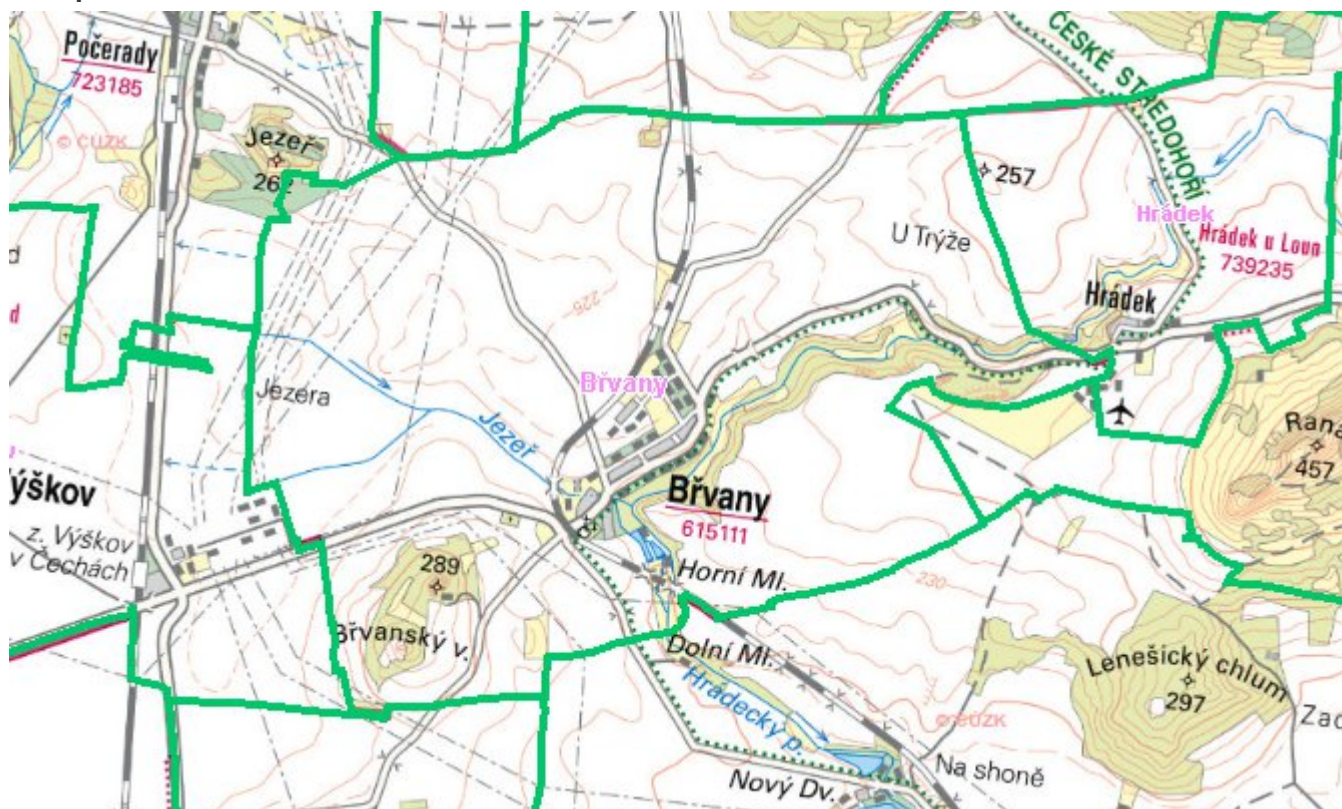 Počerady
723185
© ČÚZK
Jezeř
262
ČESKÉ STŘEDOHOŘÍ
257
U Trýže
Hrádek
Hrádek u Loun
739235
Hrádek
226
d
d
Jezera
Jezeř
Břvany
Raná
457
Výškov
z. Výškov
v Čechách
Břvany
615111
289
Břvanský v.
Horní Ml.
230
Dolní Ml.
Lenešický chlum
297
Hrádecký p.
© ČÚZK
Zad
Na shoně
Nový Dv.